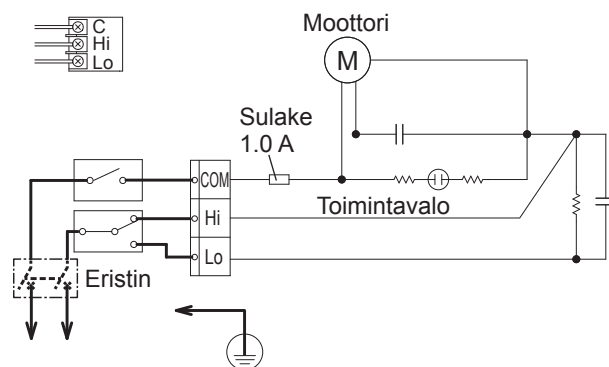 C
Hi
Lo
Moottori
M
Sulake
1.0 A
COM
Toimintavalo
Hi
Lo
Eristin